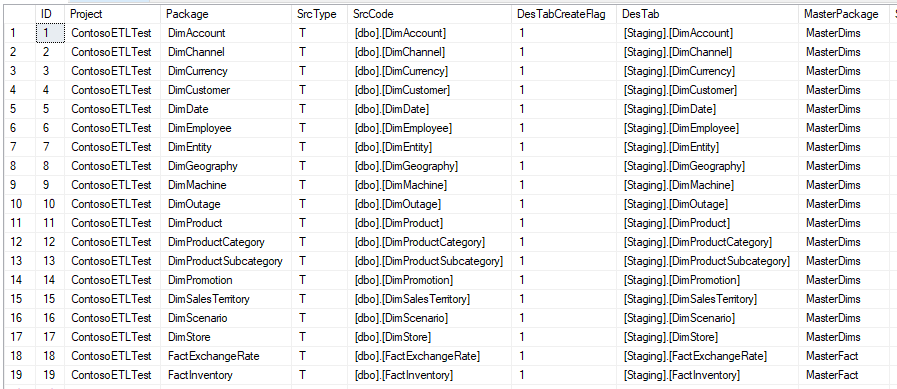 ID Project Package SrcType SrcCode DesTabCreateFlag DesTab MasterPackage
1 1 ContosoETLTest DimAccount T [dbo].[DimAccount] 1 [Staging].[DimAccount] MasterDims
2 2 ContosoETLTest DimChannel T [dbo].[DimChannel] 1 [Staging].[DimChannel] MasterDims
3 3 ContosoETLTest DimCurrency T [dbo].[DimCurrency] 1 [Staging].[DimCurrency] MasterDims
4 4 ContosoETLTest DimCustomer T [dbo].[DimCustomer] 1 [Staging].[DimCustomer] MasterDims
5 5 ContosoETLTest DimDate T [dbo].[DimDate] 1 [Staging].[DimDate] MasterDims
6 6 ContosoETLTest DimEmployee T [dbo].[DimEmployee] 1 [Staging].[DimEmployee] MasterDims
7 7 ContosoETLTest DimEntity T [dbo].[DimEntity] 1 [Staging].[DimEntity] MasterDims
8 8 ContosoETLTest DimGeography T [dbo].[DimGeography] 1 [Staging].[DimGeography] MasterDims
9 9 ContosoETLTest DimMachine T [dbo].[DimMachine] 1 [Staging].[DimMachine] MasterDims
10 10 ContosoETLTest DimOutage T [dbo].[DimOutage] 1 [Staging].[DimOutage] MasterDims
11 11 ContosoETLTest DimProduct T [dbo].[DimProduct] 1 [Staging].[DimProduct] MasterDims
12 12 ContosoETLTest DimProductCategory T [dbo].[DimProductCategory] 1 [Staging].[DimProductCategory] MasterDims
13 13 ContosoETLTest DimProductSubcategory T [dbo].[DimProductSubcategory] 1 [Staging].[DimProductSubcategory] MasterDims
14 14 ContosoETLTest DimPromotion T [dbo].[DimPromotion] 1 [Staging].[DimPromotion] MasterDims
15 15 ContosoETLTest DimSalesTerritory T [dbo].[DimSalesTerritory] 1 [Staging].[DimSalesTerritory] MasterDims
16 16 ContosoETLTest DimScenario T [dbo].[DimScenario] 1 [Staging].[DimScenario] MasterDims
17 17 ContosoETLTest DimStore T [dbo].[DimStore] 1 [Staging].[DimStore] MasterDims
18 18 ContosoETLTest FactExchangeRate T [dbo].[FactExchangeRate] 1 [Staging].[FactExchangeRate] MasterFact
19 19 ContosoETLTest FactInventory T [dbo].[FactInventory] 1 [Staging].[FactInventory] MasterFact